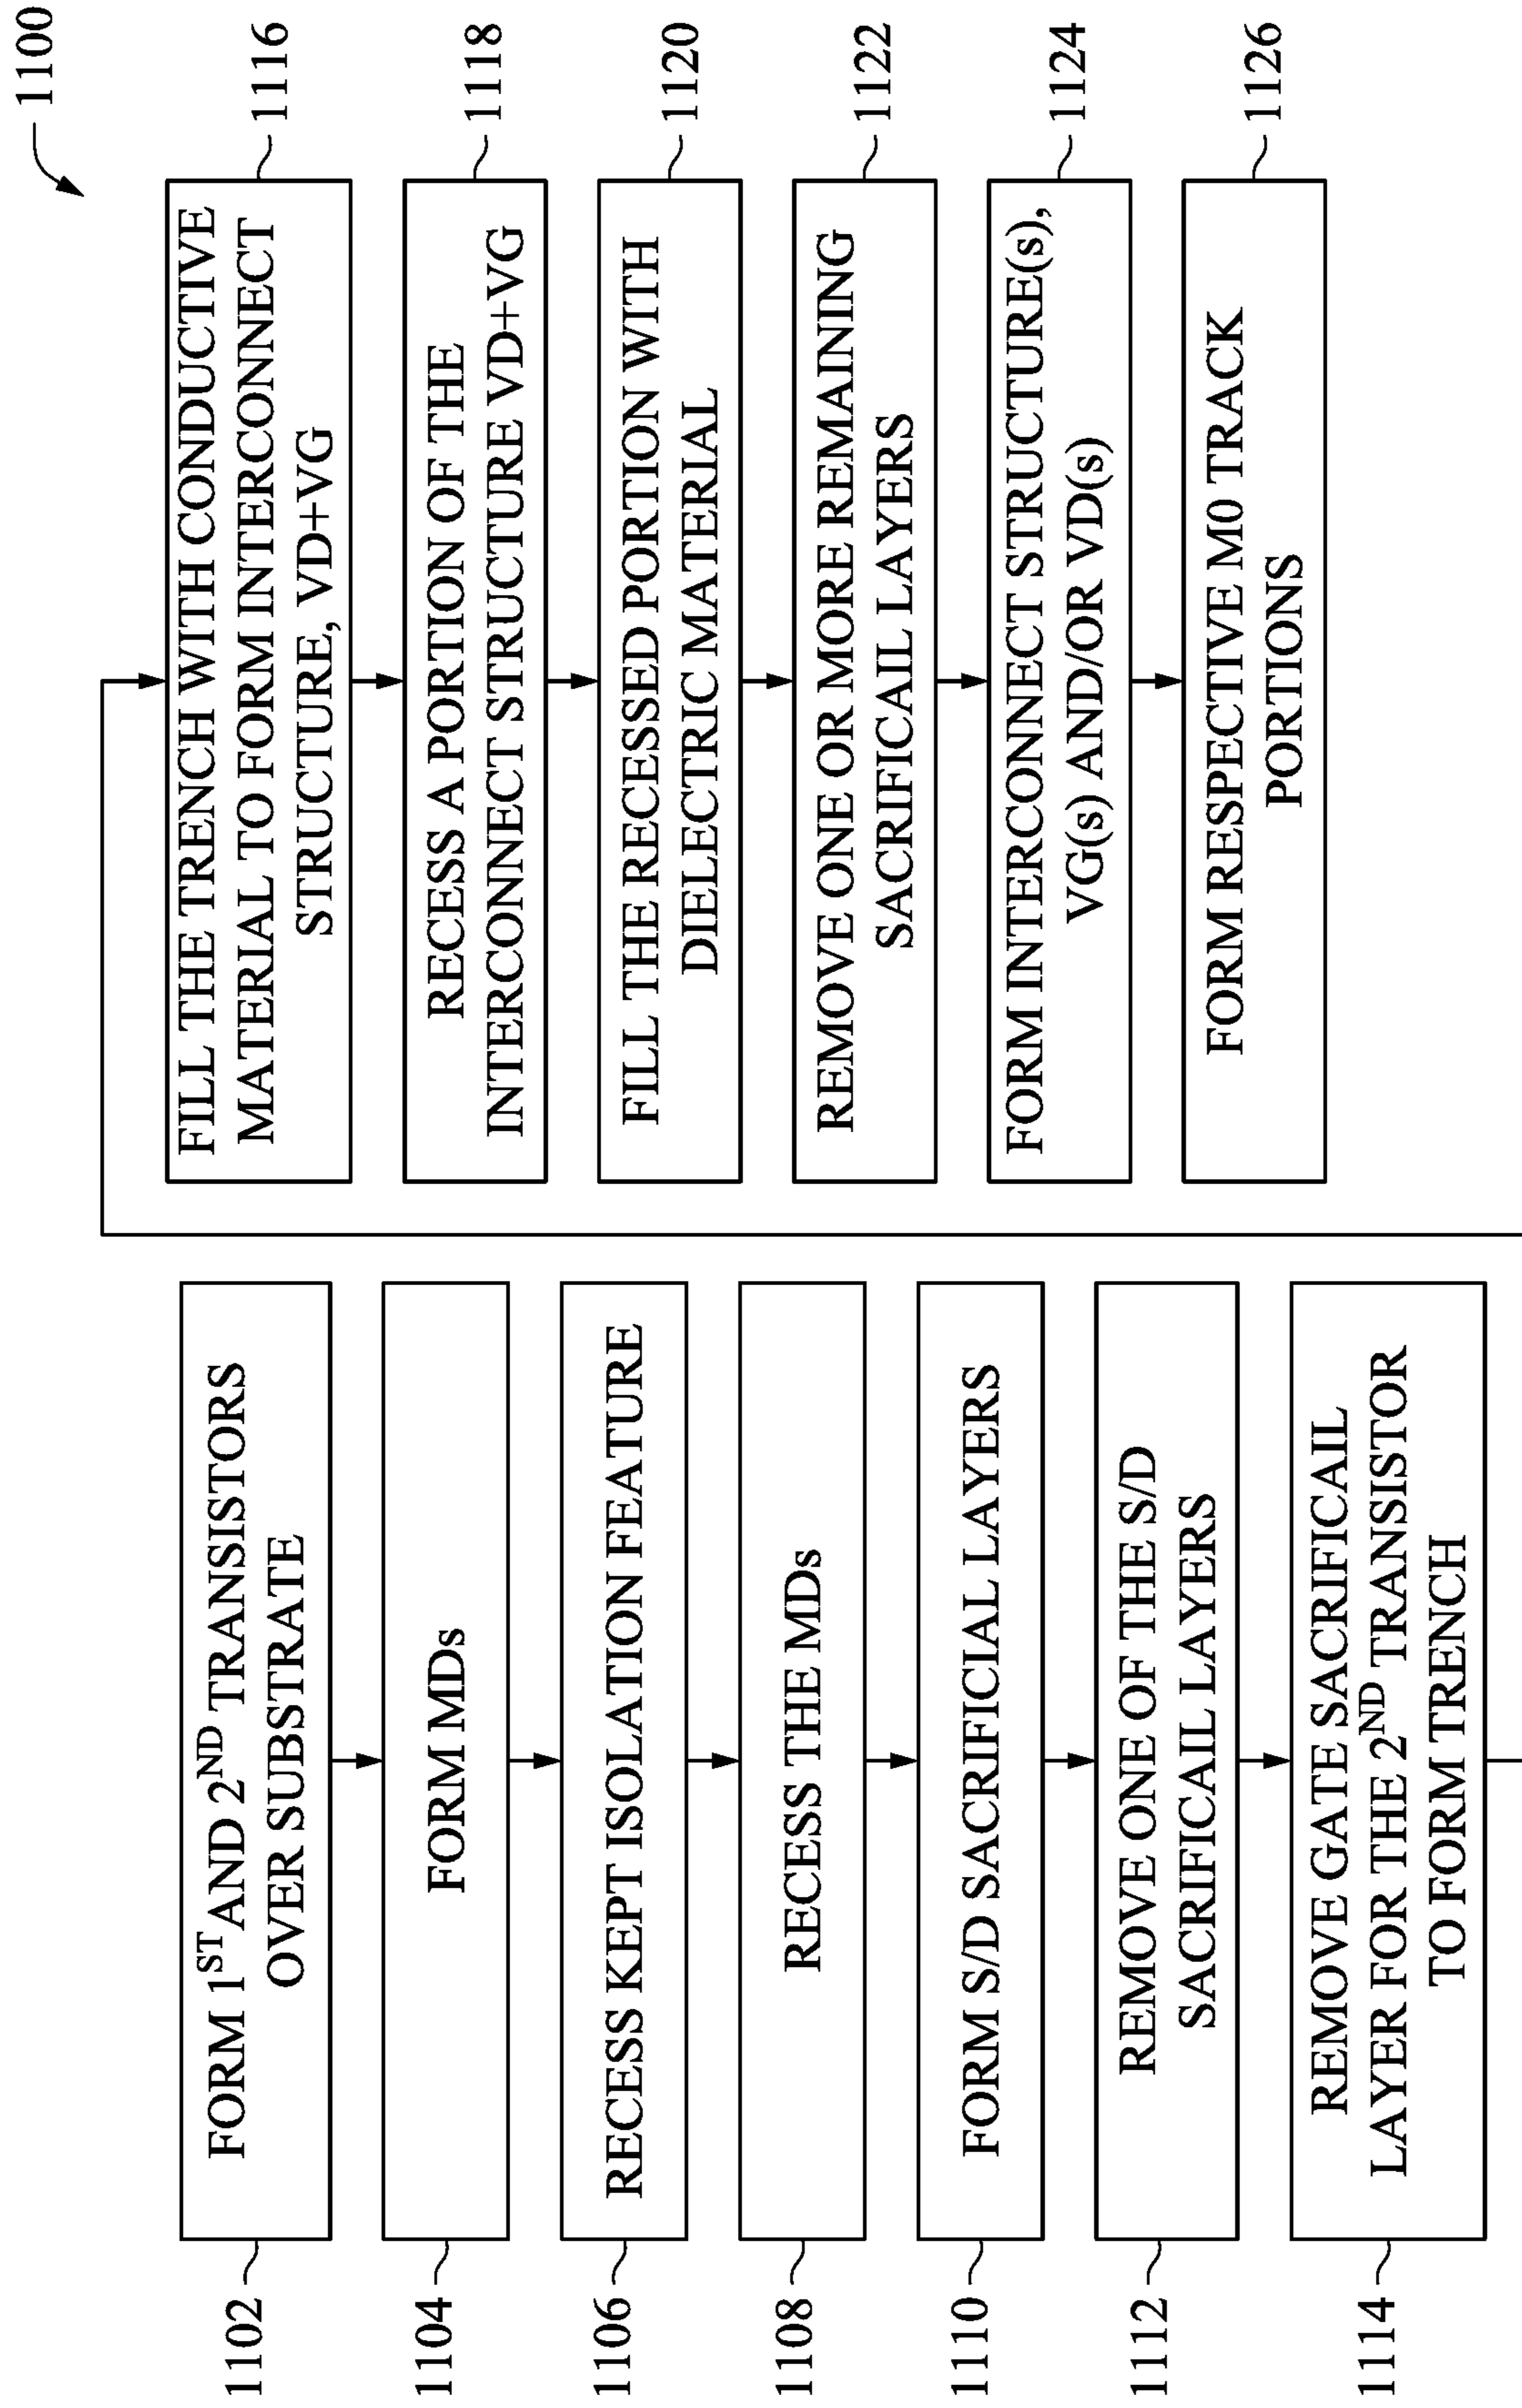 1100
1102
FORM 1ST AND 2ND TRANSISTORS
OVER SUBSTRATE
1104
FORM MDs
1106
RECESS KEPT ISOLATION FEATURE
1108
RECESS THE MDs
1110
FORM S/D SACRIFICIAL LAYERS
1112
REMOVE ONE OF THE S/D
SACRIFICAIL LAYERS
1114
REMOVE GATE SACRIFICAIL
LAYER FOR THE 2ND TRANSISTOR
TO FORM TRENCH
FILL THE TRENCH WITH CONDUCTIVE
MATERIAL TO FORM INTERCONNECT
STRUCTURE, VD+VG
1116
RECESS A PORTION OF THE
INTERCONNECT STRUCTURE VD+VG
1118
FILL THE RECESSED PORTION WITH
DIELECTRIC MATERIAL
1120
REMOVE ONE OR MORE REMAINING
SACRIFICAIL LAYERS
1122
FORM INTERCONNECT STRUCTURE(s),
VG(s) AND/OR VD(s)
1124
FORM RESPECTIVE M0 TRACK
PORTIONS
1126